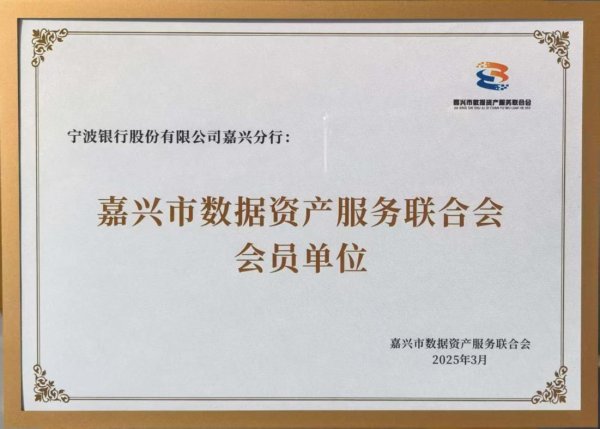 嘉兴市数据资产服务联合会
宁波银行股份有限公司嘉兴分行：
嘉兴市数据资产服务联合会
会员单位
嘉兴市数据资产服务联合会
2025年3月